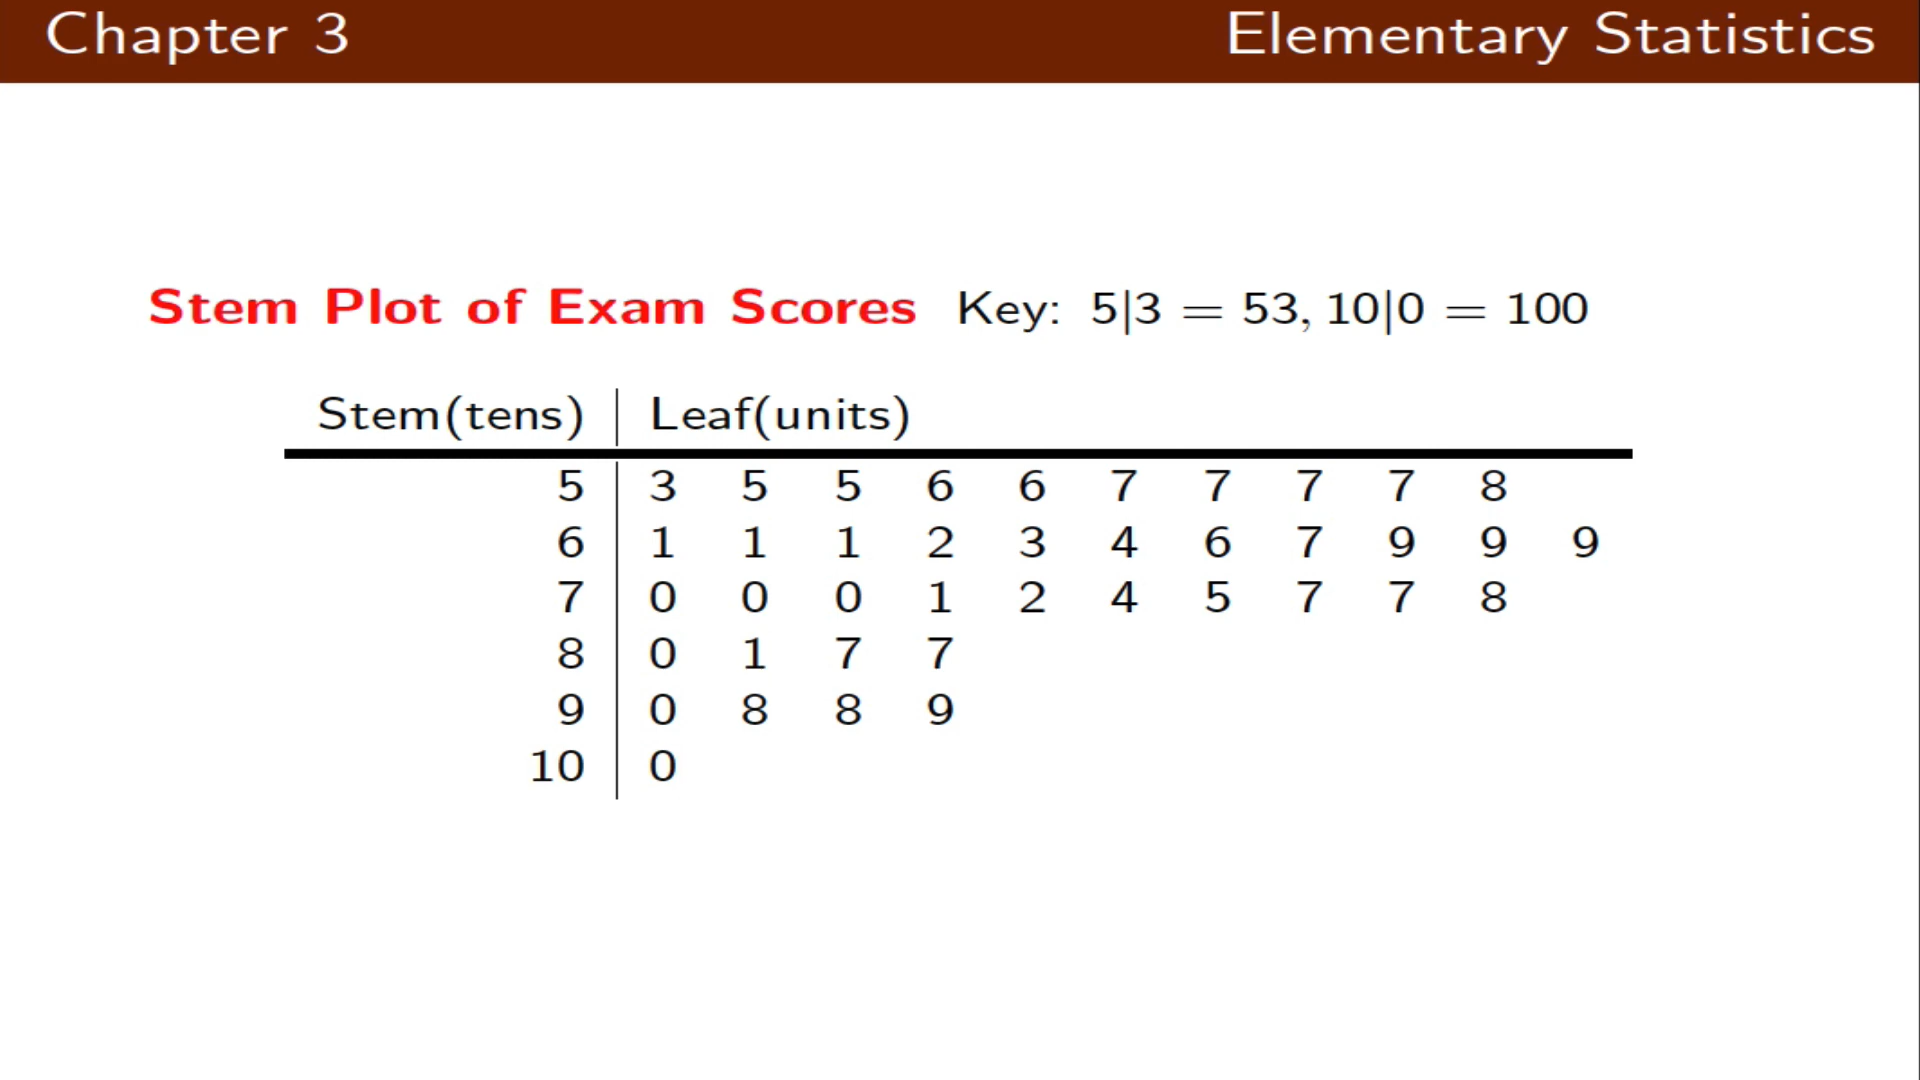 Chapter 3 Elementary Statistics
Stem Plot of Exam Scores Key: 5|3 = 53, 10|0 = 100
Stem(tens) Leaf(units)
5 3 5 5 6 6 7 7 7 7 8
6 1 1 1 2 3 4 6 7 9 9 9
7 0 0 0 1 2 4 5 7 7 8
8 0 1 7 7
9 0 8 8 9
10 0